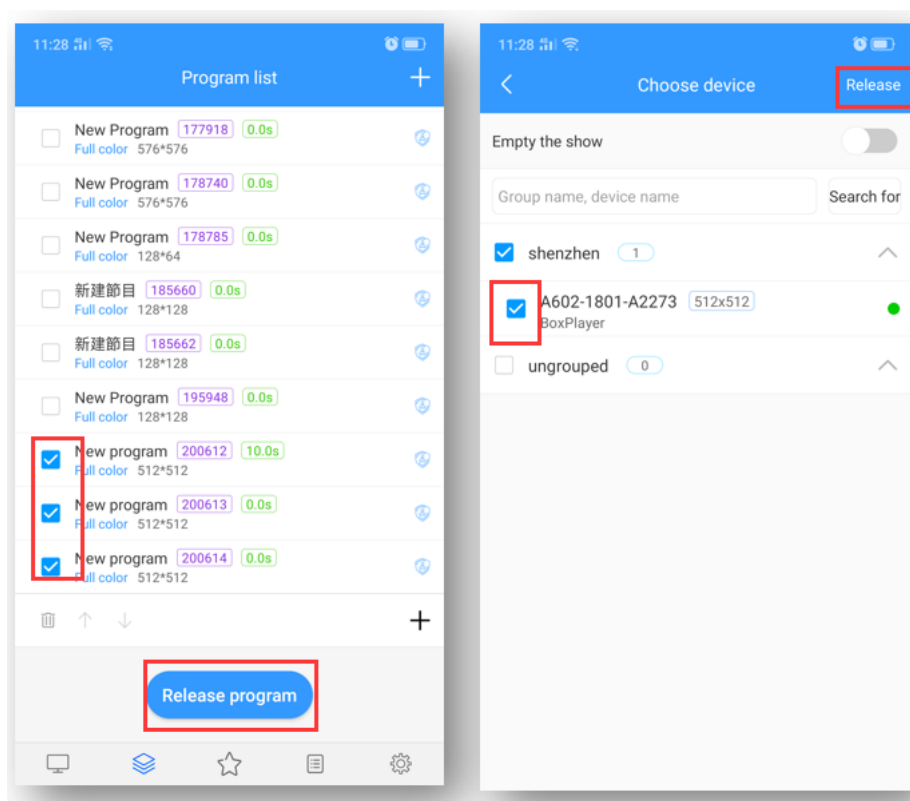 11:28
Program list
New Program 177918 0.0s
Full color 576*576
New Program 178740 0.0s
Full color 576*576
New Program 178785 0.0s
Full color 128*64
新建節目 185660 0.0s
Full color 128*128
新建節目 185662 0.0s
Full color 128*128
New Program 195948 0.0s
Full color 128*128
New program 200612 10.0s
Full color 512*512
New program 200613 0.0s
Full color 512*512
New program 200614 0.0s
Full color 512*512
Release program
11:28
Choose device Release
Empty the show
Group name, device name Search for
shenzhen 1
A602-1801-A2273 512x512
BoxPlayer
ungrouped 0